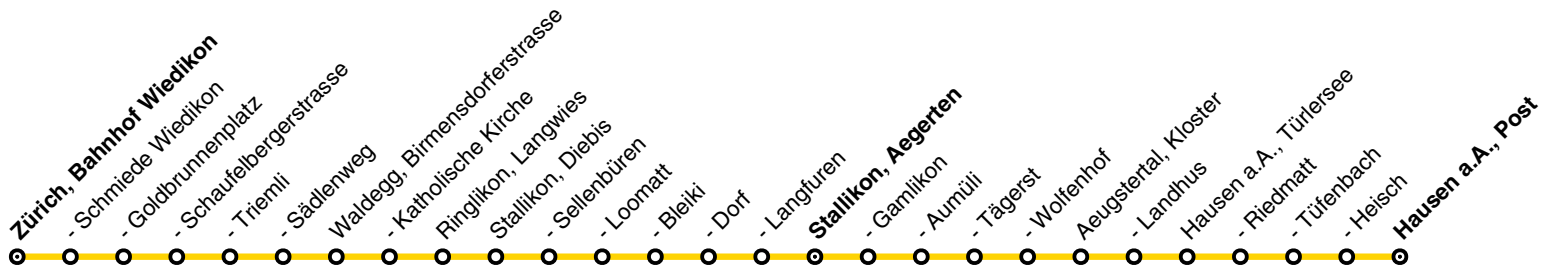 Zürich, Bahnhof Wiedikon
- Schmiede Wiedikon
- Goldbrunnenplatz
- Schaufelbergerstrasse
- Triemli
- Sädlenweg
Waldegg, Birmensdorferstrasse
- Katholische Kirche
Ringlikon, Langwies
Stallikon, Diebis
- Sellenbüren
- Loomatt
- Bleiki
- Dorf
- Langfuren
Stallikon, Aegerten
- Gamlikon
- Aumüli
- Tägerst
- Wolfenhof
Aeugstertal, Kloster
- Landhus
Hausen a.A., Türlersee
- Riedmatt
- Tüfenbach
- Heisch
Hausen a.A., Post